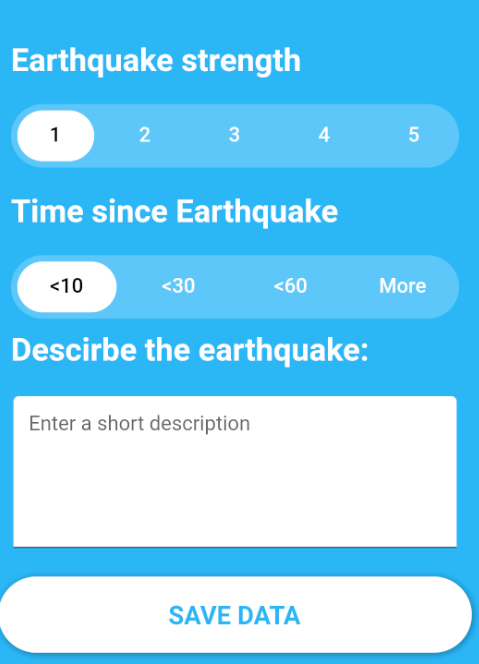 Earthquake strength
1 2 3 4 5
Time since Earthquake
<10 <30 <60 More
Descirbe the earthquake:
Enter a short description
SAVE DATA